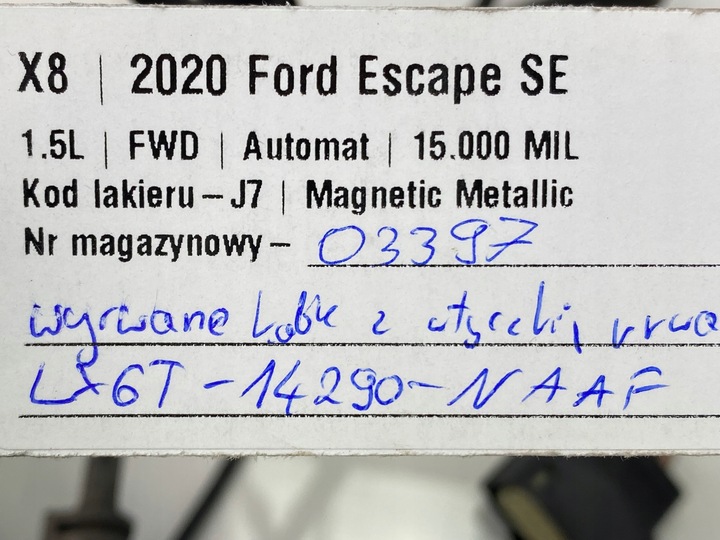 X8 | 2020 Ford Escape SE
1.5L | FWD | Automat | 15.000 MIL
Kod lakieru – J7 | Magnetic Metallic
Nr magazynowy – 03397
wyrwane z wtyczki,
LX6T-14290-NAAF